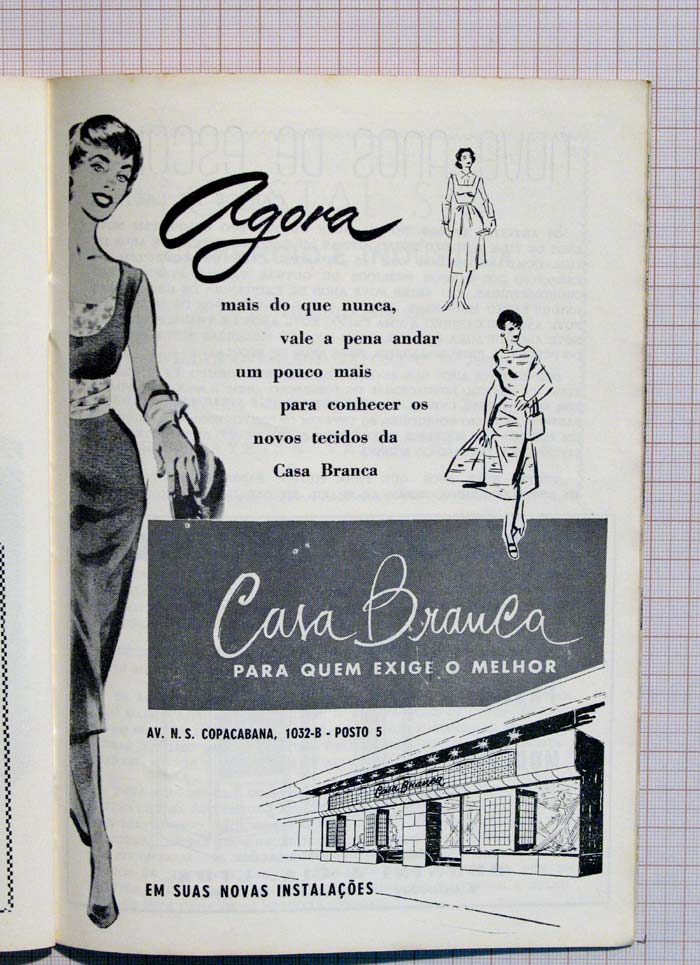 Agora
mais do que nunca,
vale a pena andar
um pouco mais
para conhecer os
novos tecidos da
Casa Branca
Casa Branca
PARA QUEM EXIGE O MELHOR
AV. N. S. COPACABANA, 1032-B - POSTO 5
Casa Branca
EM SUAS NOVAS INSTALAÇÕES